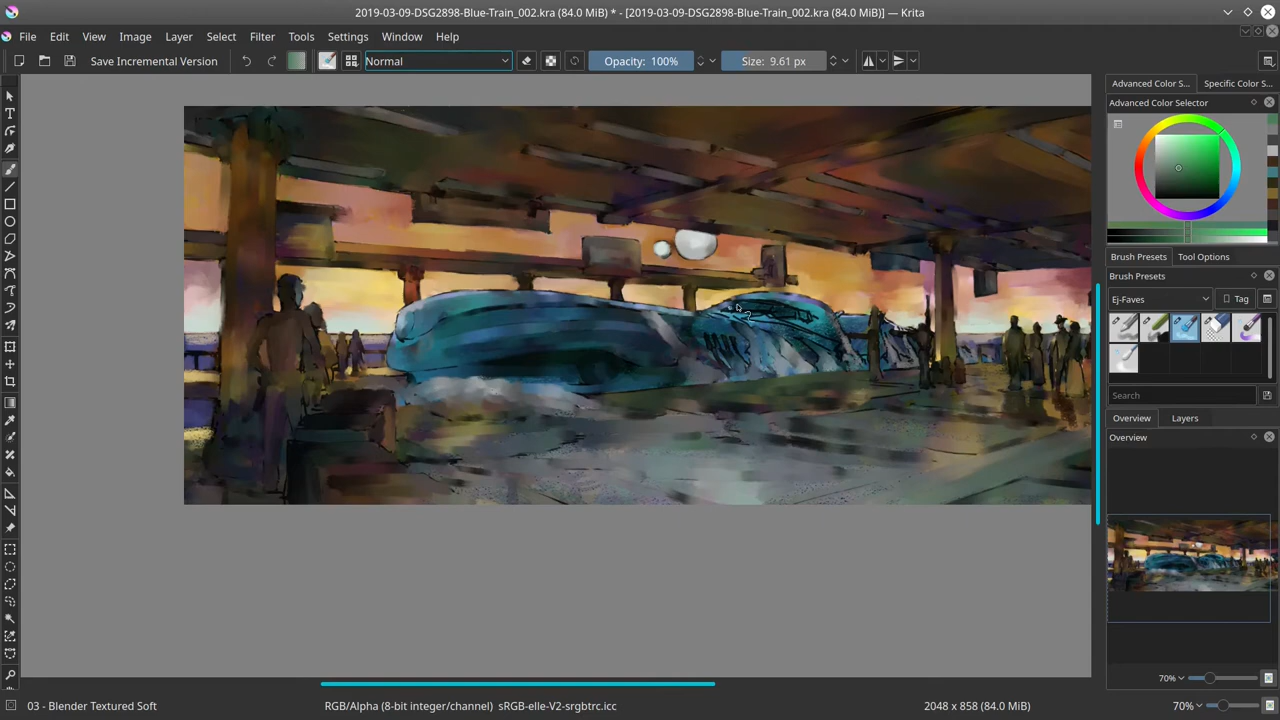 2019-03-09-DSG2898-Blue-Train_002.kra (84.0 MiB) * - [2019-03-09-DSG2898-Blue-Train_002.kra (84.0 MiB)] — Krita
File Edit View Image Layer Select Filter Tools Settings Window Help
Save Incremental Version Normal Opacity: 100% Size: 9.61 px
Advanced Color S... Specific Color S...
Advanced Color Selector
Brush Presets Tool Options
Brush Presets
Ej-Faves Tag
Search
Overview Layers
Overview
70%
03 - Blender Textured Soft RGB/Alpha (8-bit integer/channel) sRGB-elle-V2-srgbtrc.icc 2048 x 858 (84.0 MiB) 70%